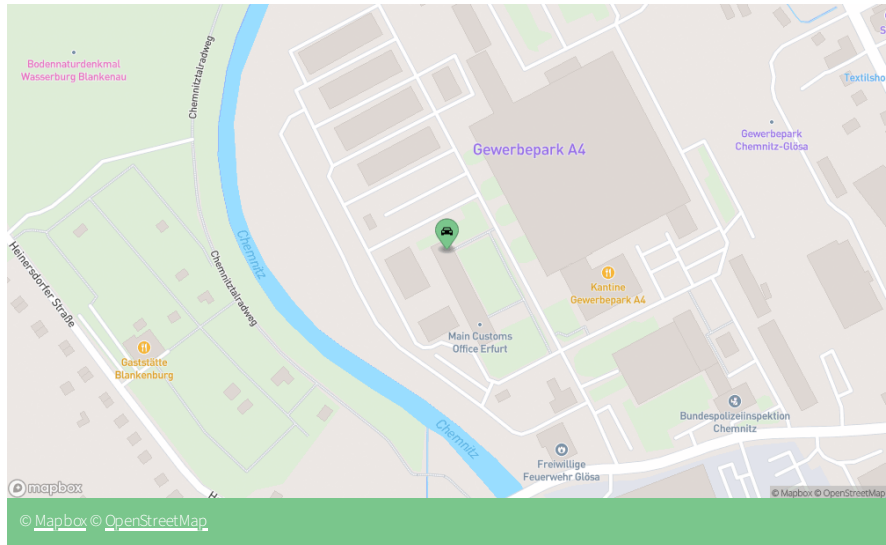 Bodennaturdenkmal
Wasserburg Blankenau
Chemnitztalradweg
Gewerbepark A4
Textilsho
Gewerbepark
Chemnitz-Glösa
Heinersdorfer Straße
Chemnitz
Chemnitztalradweg
Kantine
Gewerbepark A4
Main Customs
Office Erfurt
Gaststätte
Blankenburg
Bundespolizeiinspektion
Chemnitz
Chemnitz
Freiwillige
Feuerwehr Glösa
mapbox
© Mapbox © OpenStreetMap
© Mapbox © OpenStreetMap